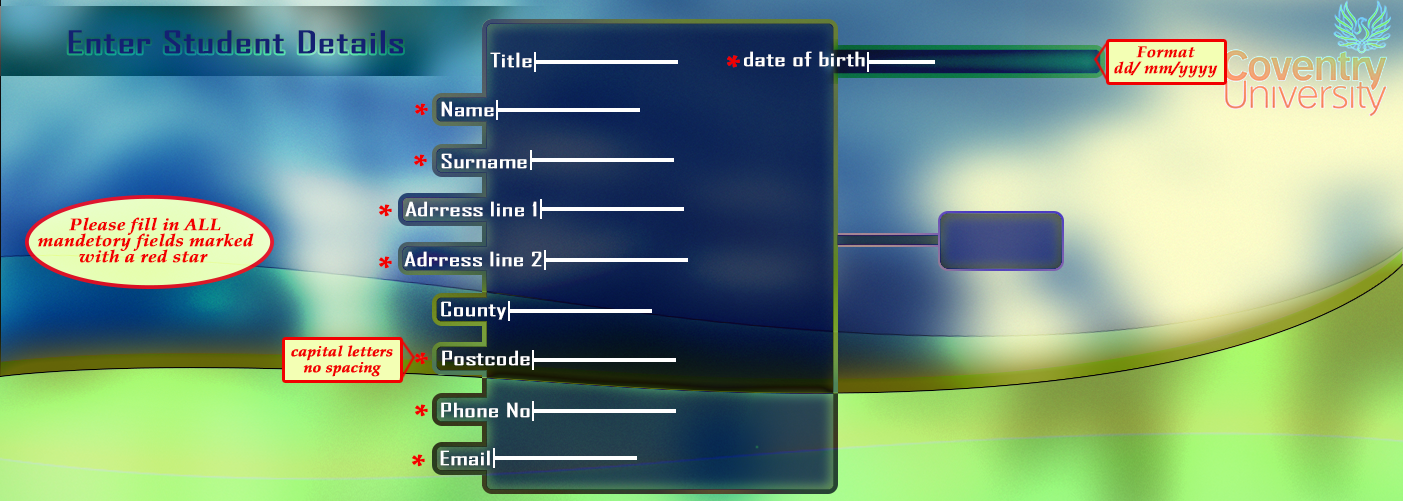 Enter Student Details
Title
* date of birth
Format
dd/ mm/yyyy
Coventry
University
* Name
* Surname
* Adrress line 1
Please fill in ALL
mandetory fields marked
with a red star
* Adrress line 2
County
capital letters
no spacing
* Postcode
* Phone No
* Email